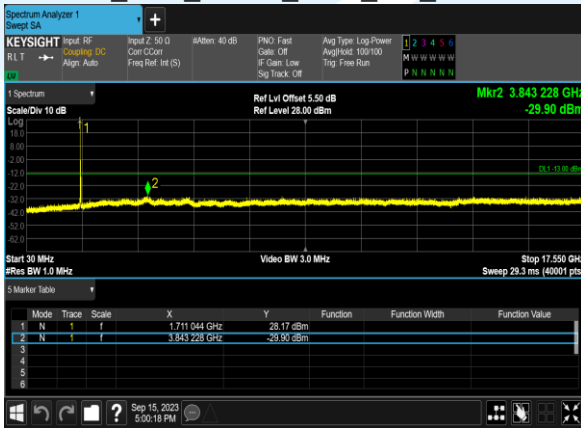 Spectrum Analyzer 1
Swept SA
+
KEYSIGHT Input: RF Input Z: 50 Ω #Atten: 40 dB PNO: Fast Avg Type: Log-Power 1 2 3 4 5 6
RLT Coupling: DC Corr CCorr Gate: Off Avg|Hold: 100/100 M W W W W W
Align: Auto Freq Ref: Int (S) IF Gain: Low Trig: Free Run
Sig Track: Off P N N N N N
1 Spectrum Ref Lvl Offset 5.50 dB Mkr2 3.843 228 GHz
Scale/Div 10 dB Ref Level 28.00 dBm -29.90 dBm
Log
1
18.0
8.00
-2.00
DL1 -13.00 dBm
-12.0
2
-22.0
-32.0
-42.0
-52.0
-62.0
Start 30 MHz Video BW 3.0 MHz Stop 17.550 GHz
#Res BW 1.0 MHz Sweep 29.3 ms (40001 pts)
5 Marker Table
Mode Trace Scale X Y Function Function Width Function Value
1 N 1 f 1.711 044 GHz 28.17 dBm
2 N 1 f 3.843 228 GHz -29.90 dBm
3
4
5
6
? Sep 15, 2023
5:00:18 PM